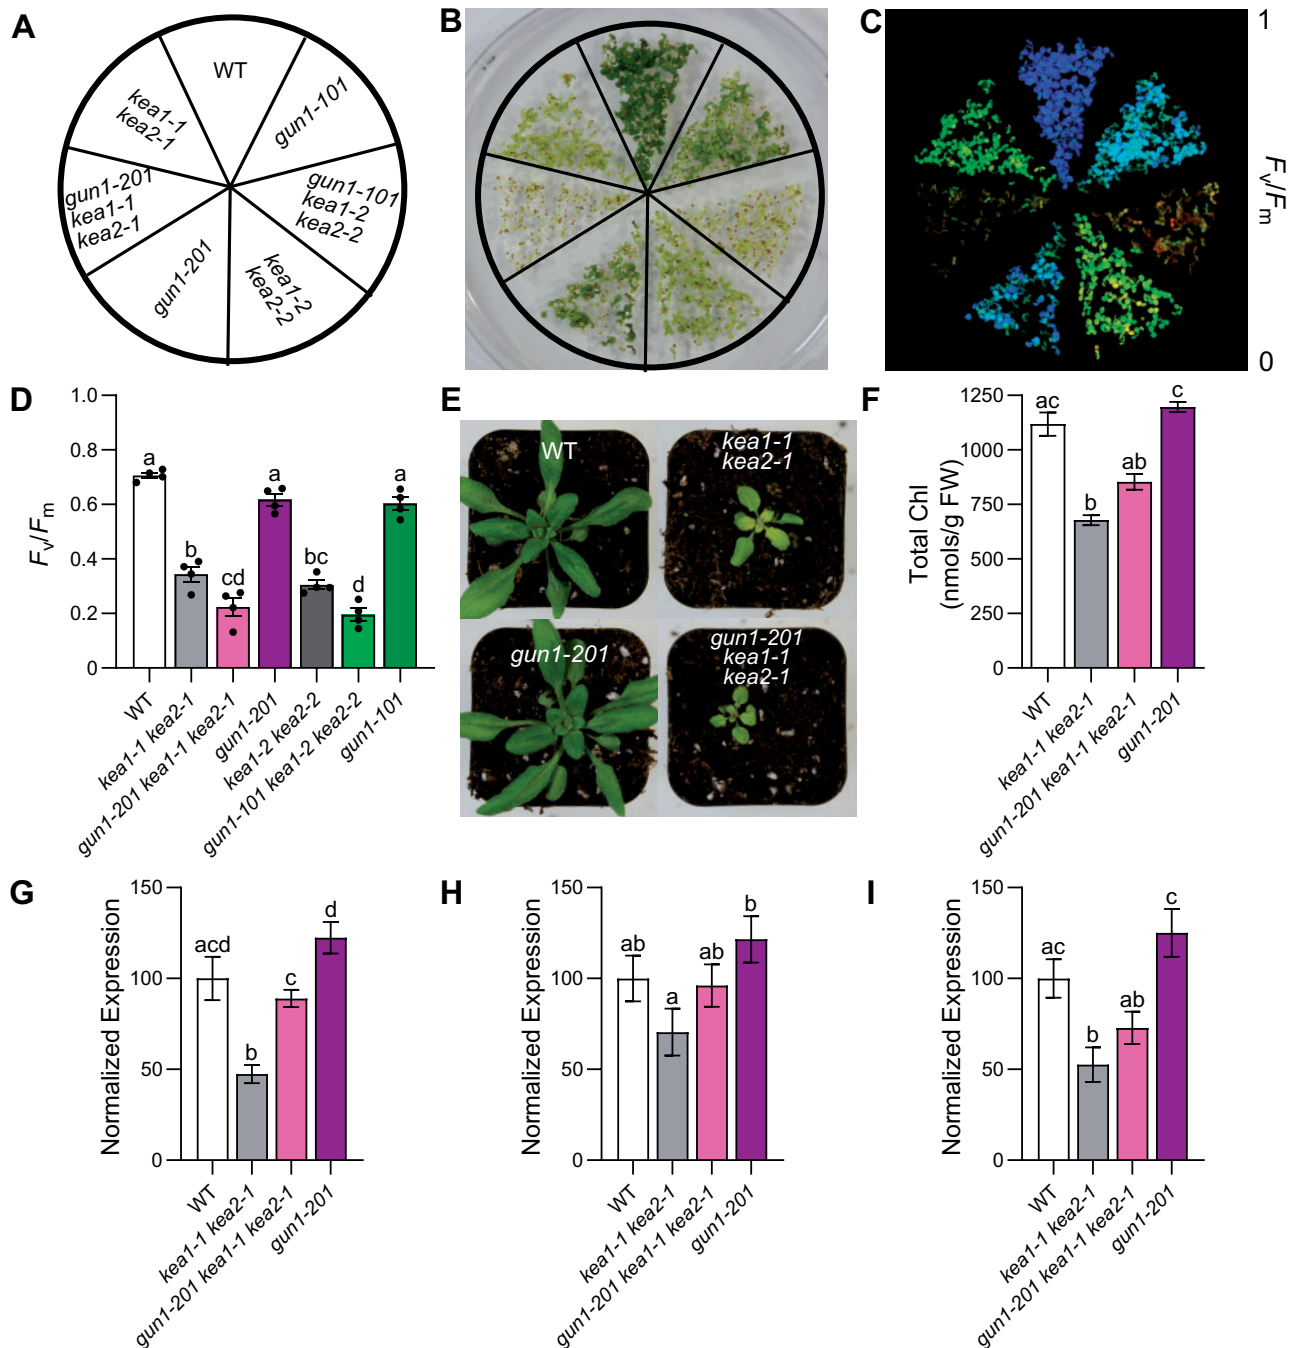 A
WT
gun1-101
kea1-1
kea2-1
gun1-201
kea1-1
kea2-1
gun1-101
kea1-2
kea2-2
gun1-201
kea1-2
kea2-2
B
C
1
Fv/Fm
0
D
1.0
0.8
0.6
0.4
0.2
0
Fv/Fm
a
b
cd
a
bc
d
a
WT
kea1-1 kea2-1
gun1-201 kea1-1 kea2-1
gun1-201
kea1-2 kea2-2
gun1-101 kea1-2 kea2-2
gun1-101
E
WT
kea1-1
kea2-1
gun1-201
gun1-201
kea1-1
kea2-1
F
1250
1000
750
500
250
0
Total Chl
(nmols/g FW)
ac
b
ab
c
WT
kea1-1 kea2-1
gun1-201 kea1-1 kea2-1
gun1-201
G
150
100
50
0
Normalized Expression
acd
b
c
d
WT
kea1-1 kea2-1
gun1-201 kea1-1 kea2-1
gun1-201
H
150
100
50
0
Normalized Expression
ab
a
ab
b
WT
kea1-1 kea2-1
gun1-201 kea1-1 kea2-1
gun1-201
I
150
100
50
0
Normalized Expression
ac
b
ab
c
WT
kea1-1 kea2-1
gun1-201 kea1-1 kea2-1
gun1-201